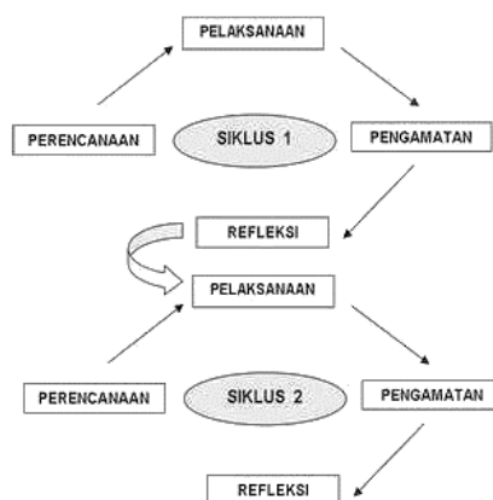 PELAKSANAAN
PERENCANAAN
SIKLUS 1
PENGAMATAN
REFLEKSI
PELAKSANAAN
PERENCANAAN
SIKLUS 2
PENGAMATAN
REFLEKSI